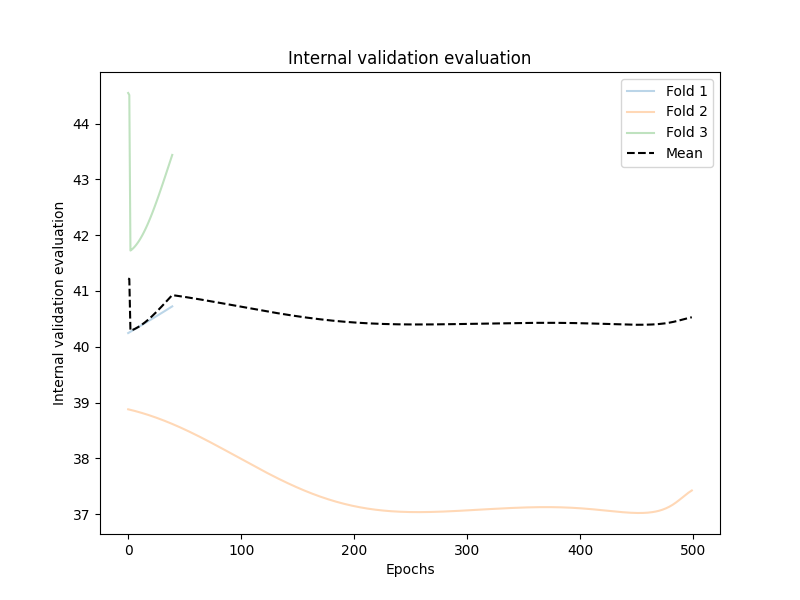 Internal validation evaluation
Fold 1
Fold 2
Fold 3
Mean
Internal validation evaluation
44
43
42
41
40
39
38
37
0 100 200 300 400 500
Epochs